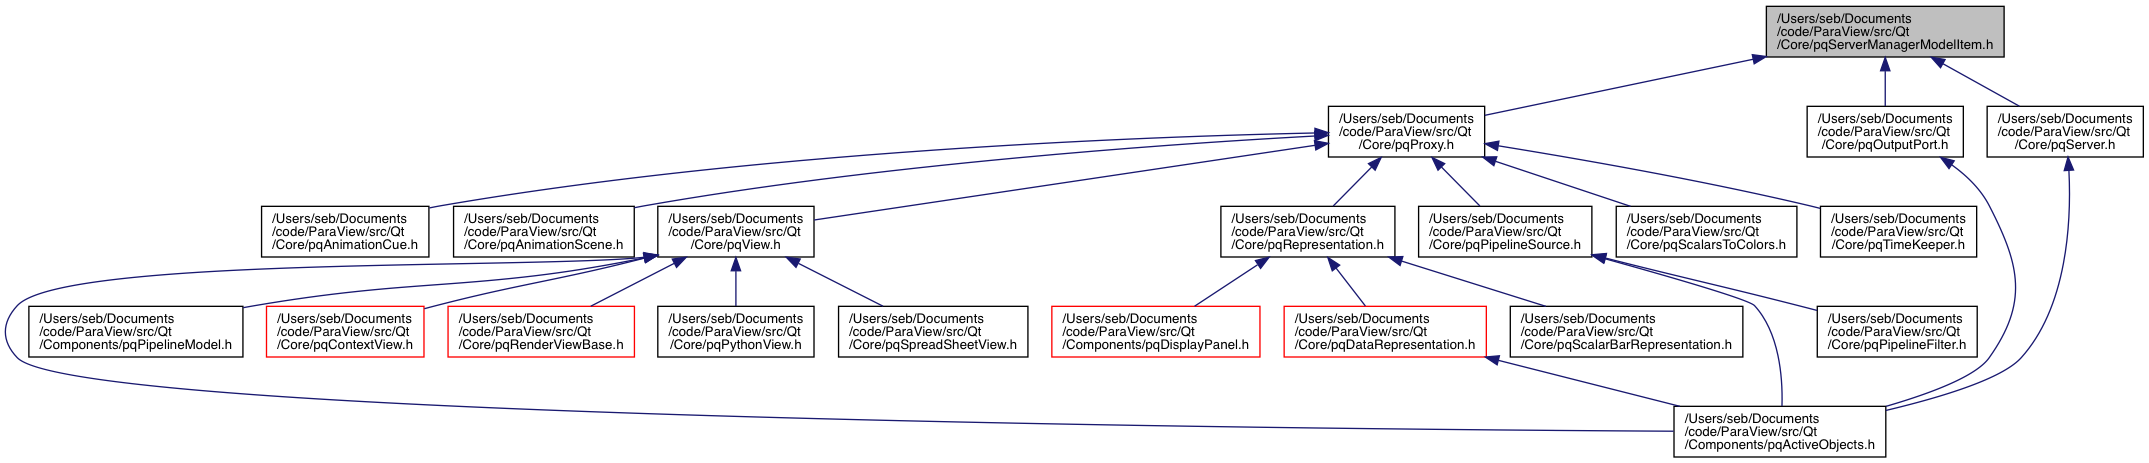 /Users/seb/Documents
/code/ParaView/src/Qt
/Core/pqServerManagerModelItem.h
/Users/seb/Documents
/code/ParaView/src/Qt
/Core/pqProxy.h
/Users/seb/Documents
/code/ParaView/src/Qt
/Core/pqOutputPort.h
/Users/seb/Documents
/code/ParaView/src/Qt
/Core/pqServer.h
/Users/seb/Documents
/code/ParaView/src/Qt
/Core/pqAnimationCue.h
/Users/seb/Documents
/code/ParaView/src/Qt
/Core/pqAnimationScene.h
/Users/seb/Documents
/code/ParaView/src/Qt
/Core/pqView.h
/Users/seb/Documents
/code/ParaView/src/Qt
/Core/pqRepresentation.h
/Users/seb/Documents
/code/ParaView/src/Qt
/Core/pqPipelineSource.h
/Users/seb/Documents
/code/ParaView/src/Qt
/Core/pqScalarsToColors.h
/Users/seb/Documents
/code/ParaView/src/Qt
/Core/pqTimeKeeper.h
/Users/seb/Documents
/code/ParaView/src/Qt
/Components/pqPipelineModel.h
/Users/seb/Documents
/code/ParaView/src/Qt
/Core/pqContextView.h
/Users/seb/Documents
/code/ParaView/src/Qt
/Core/pqRenderViewBase.h
/Users/seb/Documents
/code/ParaView/src/Qt
/Core/pqPythonView.h
/Users/seb/Documents
/code/ParaView/src/Qt
/Core/pqSpreadSheetView.h
/Users/seb/Documents
/code/ParaView/src/Qt
/Components/pqDisplayPanel.h
/Users/seb/Documents
/code/ParaView/src/Qt
/Core/pqDataRepresentation.h
/Users/seb/Documents
/code/ParaView/src/Qt
/Core/pqScalarBarRepresentation.h
/Users/seb/Documents
/code/ParaView/src/Qt
/Core/pqPipelineFilter.h
/Users/seb/Documents
/code/ParaView/src/Qt
/Components/pqActiveObjects.h